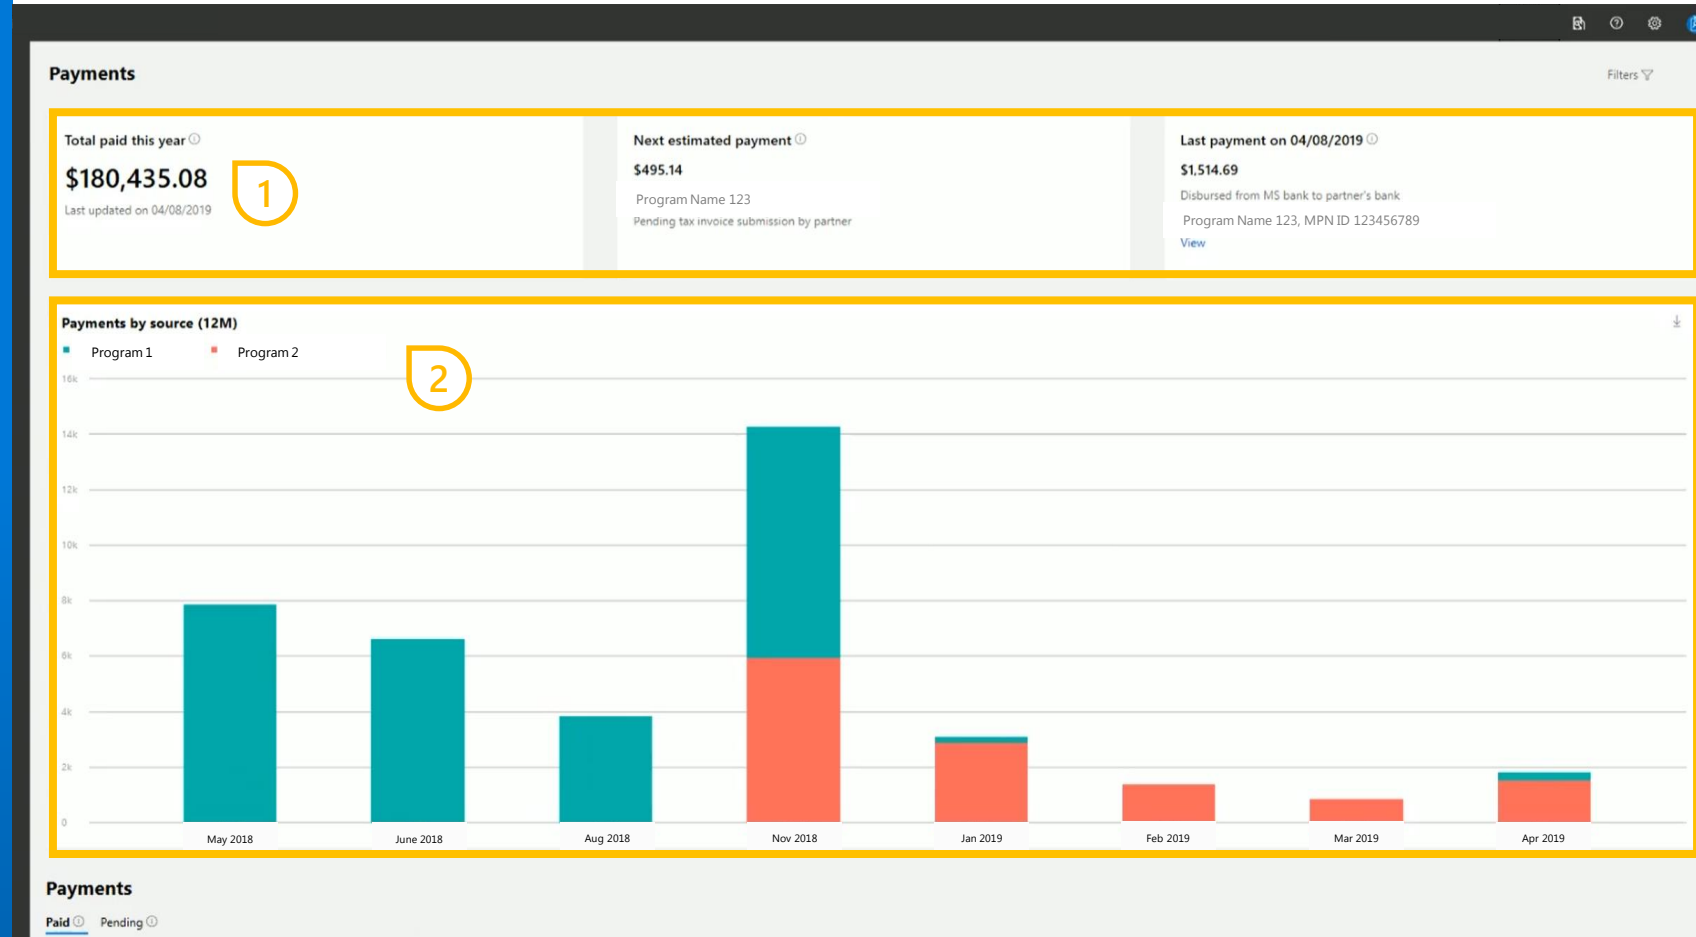 Payments
Filters
Total paid this year
$180,435.08
Last updated on 04/08/2019
1
Next estimated payment
$495.14
Program Name 123
Pending tax invoice submission by partner
Last payment on 04/08/2019
$1,514.69
Disbursed from MS bank to partner's bank
Program Name 123, MPN ID 123456789
View
Payments by source (12M)
Program 1 Program 2
2
16k
14k
12k
10k
8k
6k
4k
2k
0
May 2018 June 2018 Aug 2018 Nov 2018 Jan 2019 Feb 2019 Mar 2019 Apr 2019
Payments
Paid Pending